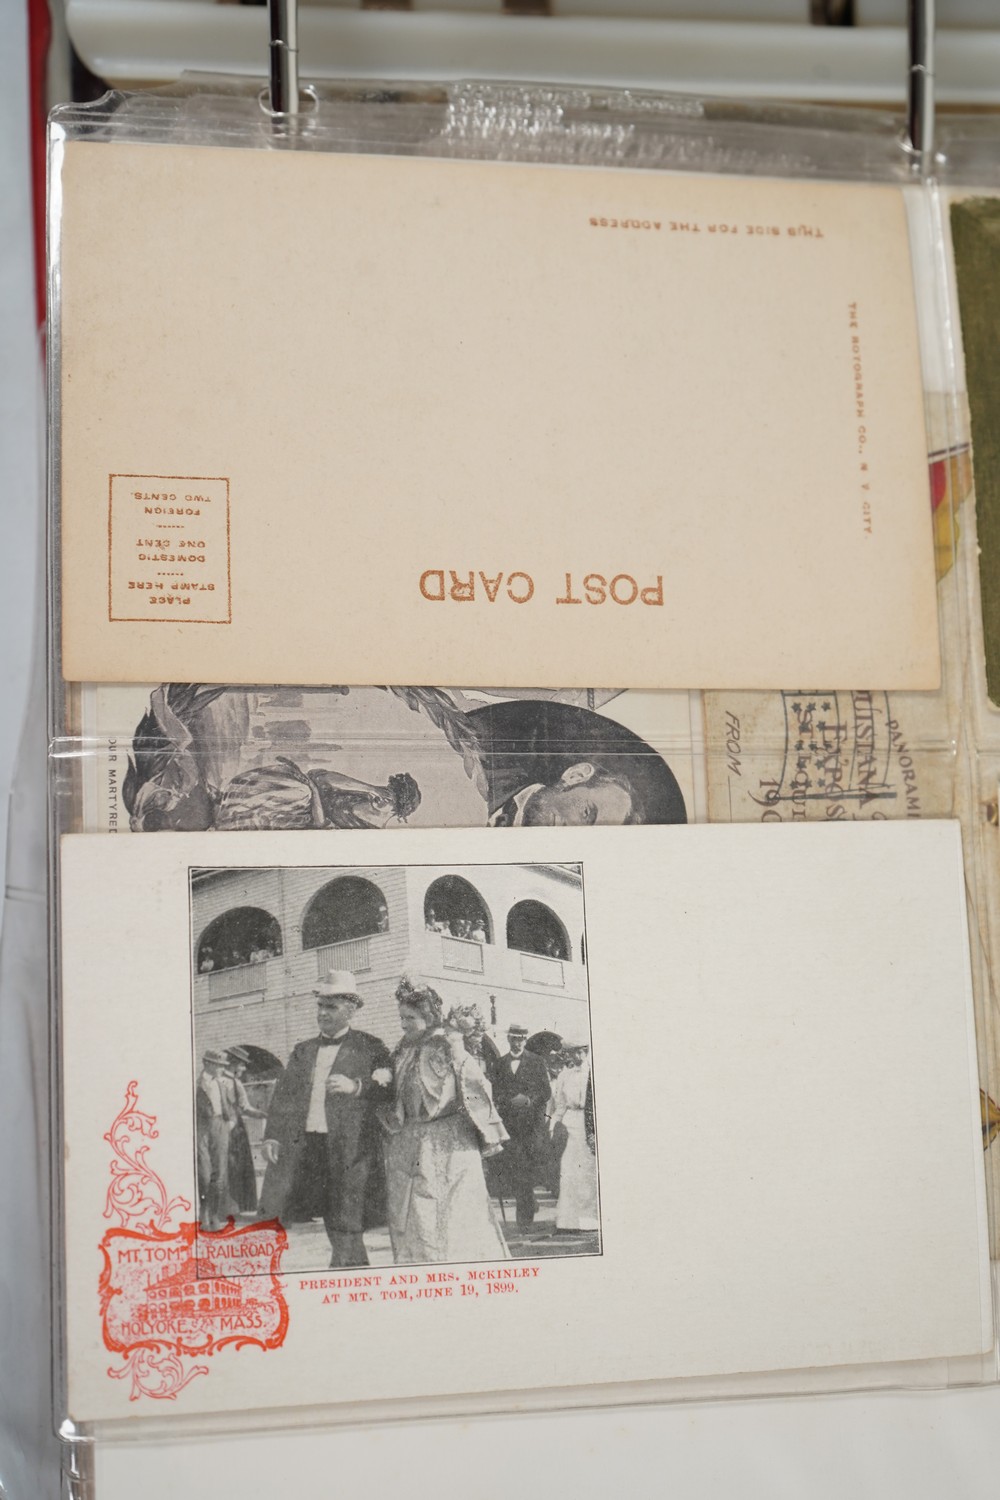 THIS SIDE FOR THE ADDRESS
THE ROTOGRAPH CO., N. Y. CITY.
POST CARD
PLACE
STAMP HERE
DOMESTIC
ONE CENT
FOREIGN
TWO CENTS.
OUR MARTYRED
FROM
PANORAMI
EXPOS
MT. TOM RAILROAD
HOLYOKE, MASS.
PRESIDENT AND MRS. McKINLEY
AT MT. TOM, JUNE 19, 1899.